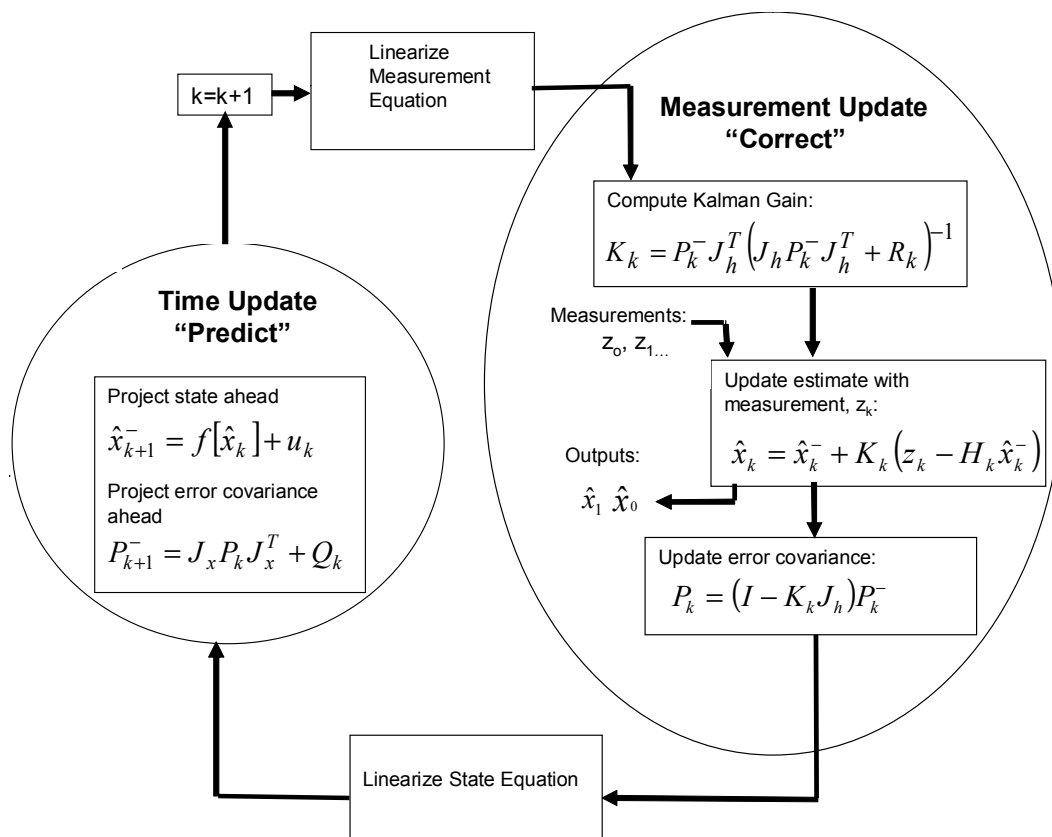 k=k+1
Linearize
Measurement
Equation
Measurement Update
“Correct”
Compute Kalman Gain:
K_k = P_k^- J_h^T (J_h P_k^- J_h^T + R_k)^{-1}
Measurements:
z_o, z_1...
Update estimate with
measurement, z_k:
x̂_k = x̂_k^- + K_k (z_k − H_k x̂_k^-)
Outputs:
x̂_1 x̂_0
Update error covariance:
P_k = (I − K_k J_h) P_k^-
Time Update
“Predict”
Project state ahead
x̂_{k+1}^- = f[x̂_k] + u_k
Project error covariance
ahead
P_{k+1}^- = J_x P_k J_x^T + Q_k
Linearize State Equation